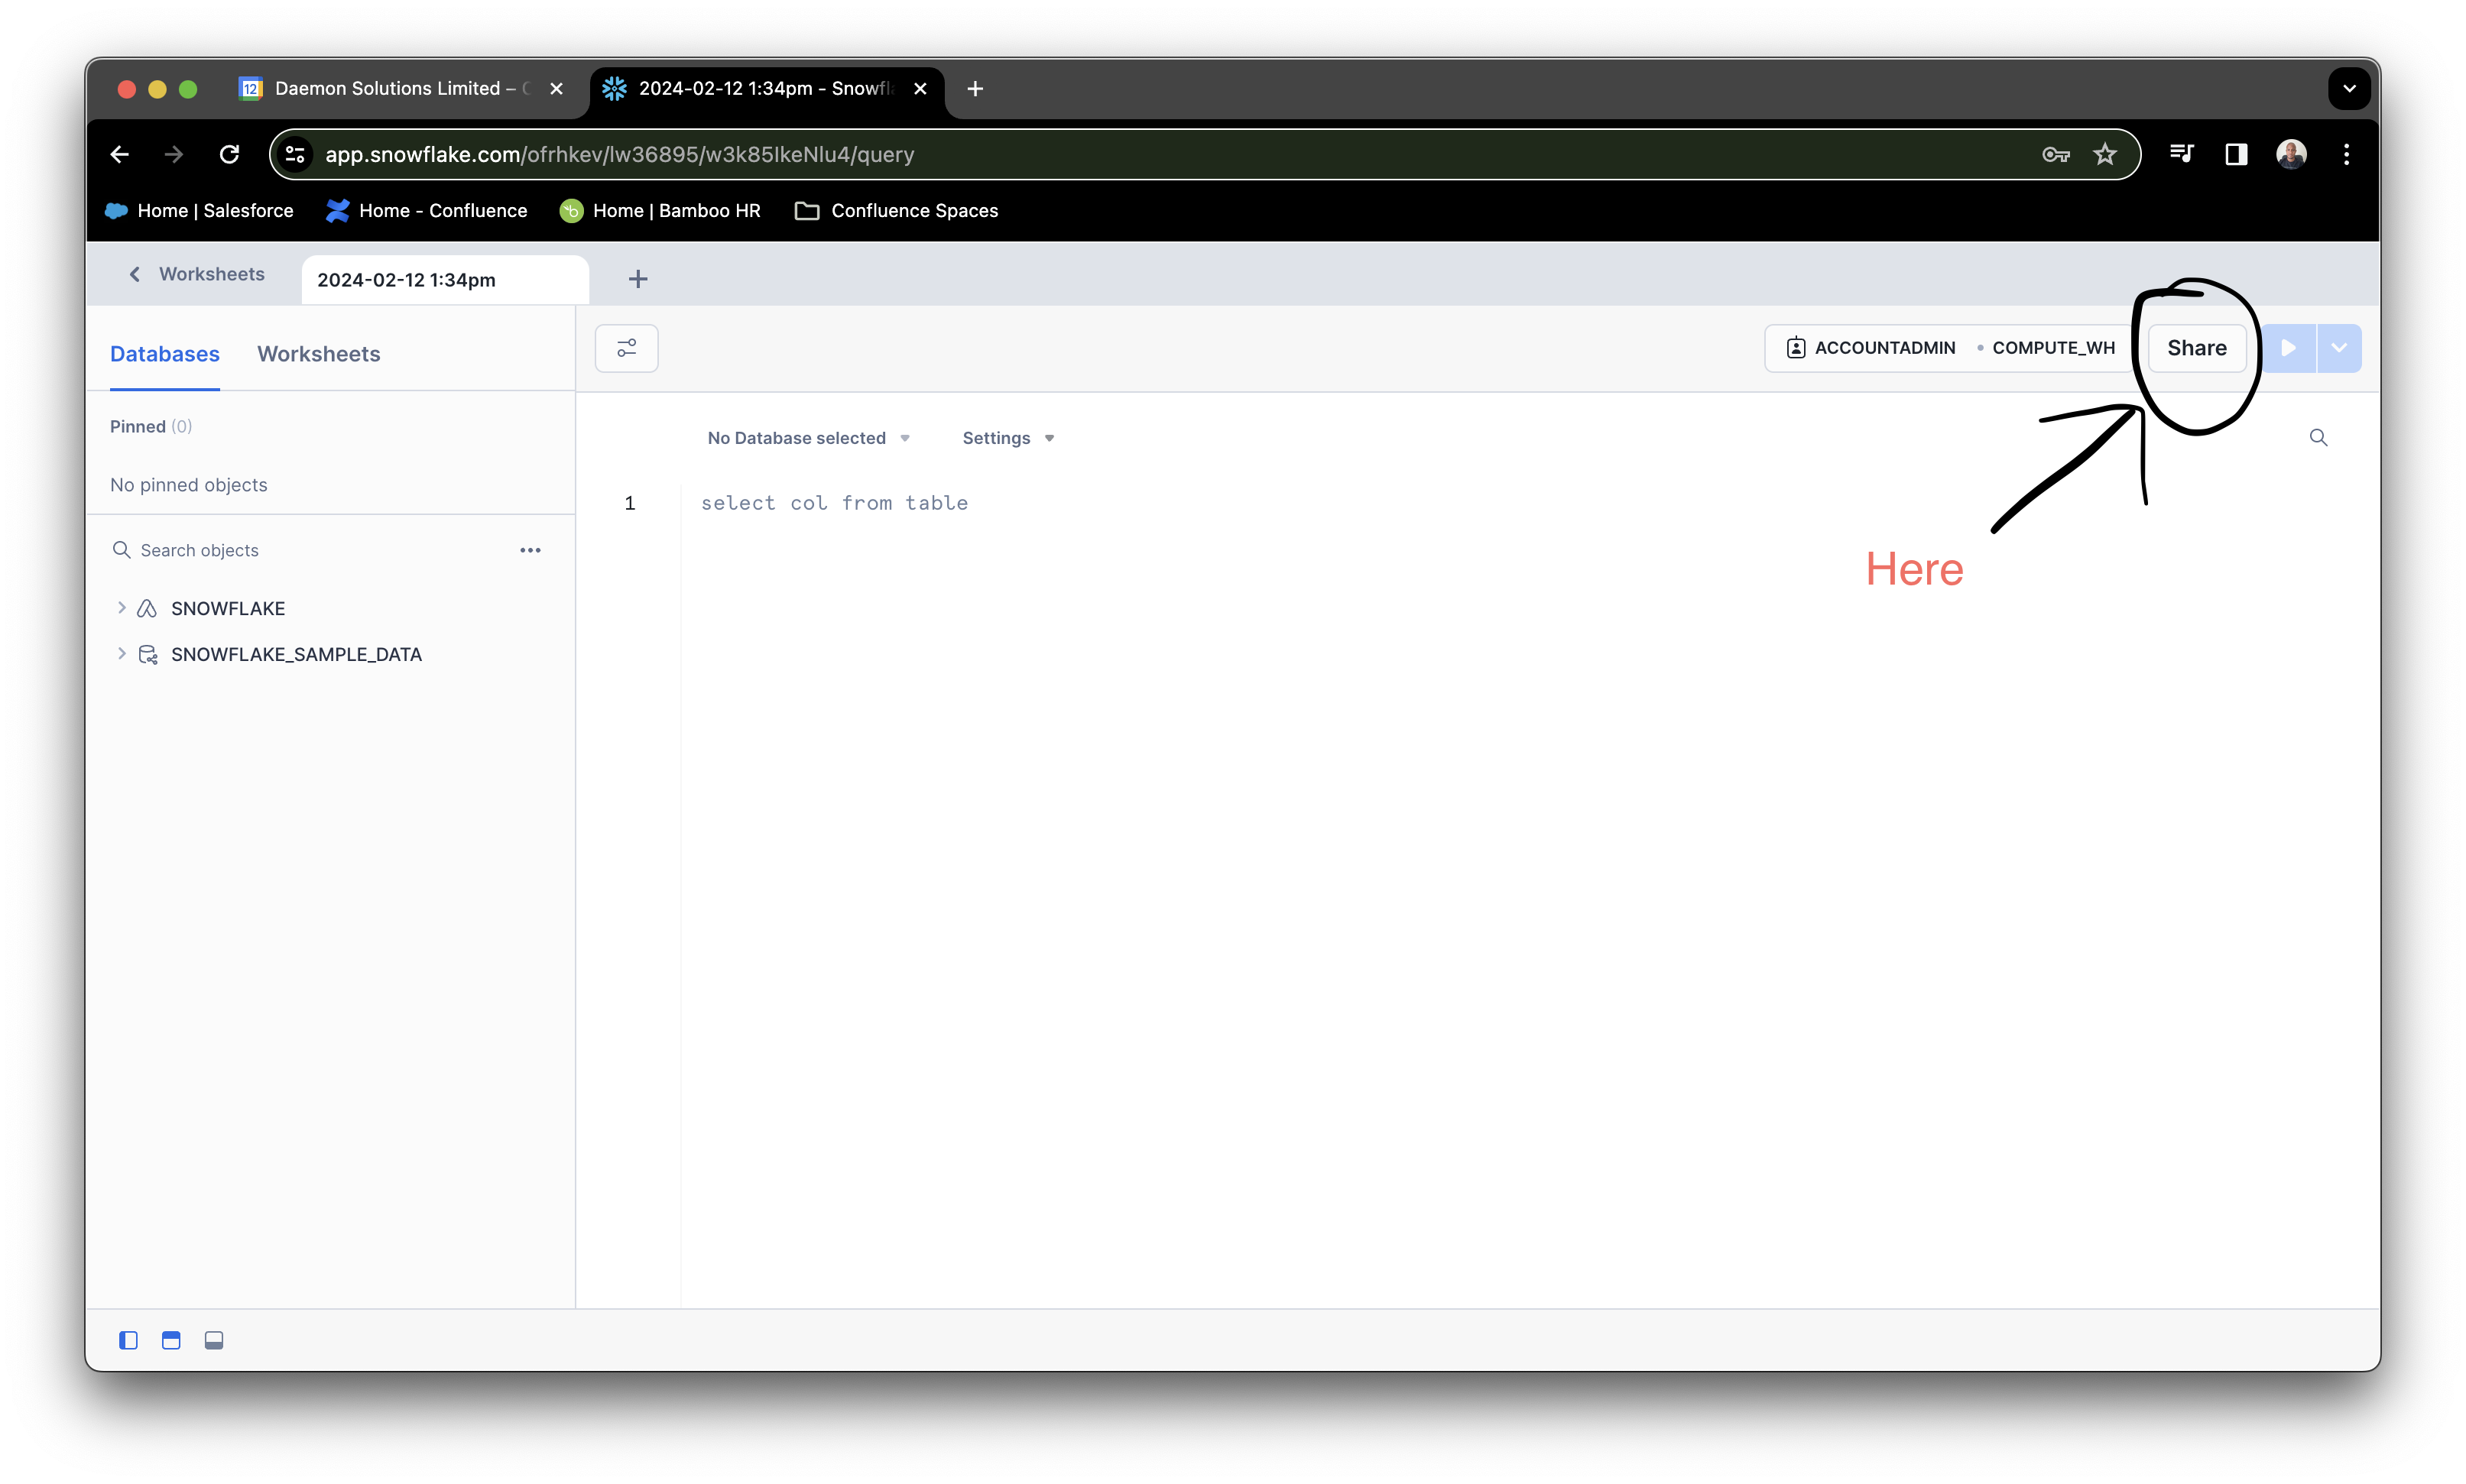 12 Daemon Solutions Limited –
2024-02-12 1:34pm - Snowfl
app.snowflake.com/ofrhkev/lw36895/w3k85IkeNlu4/query
Home | Salesforce
Home - Confluence
Home | Bamboo HR
Confluence Spaces
Worksheets
2024-02-12 1:34pm
Databases
Worksheets
ACCOUNTADMIN
COMPUTE_WH
Share
Pinned (0)
No Database selected
Settings
No pinned objects
1 select col from table
Search objects
Here
SNOWFLAKE
SNOWFLAKE_SAMPLE_DATA